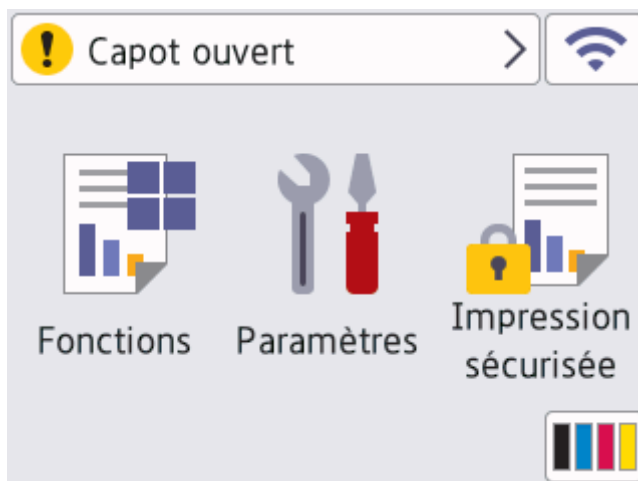 Capot ouvert
Fonctions
Paramètres
Impression
sécurisée